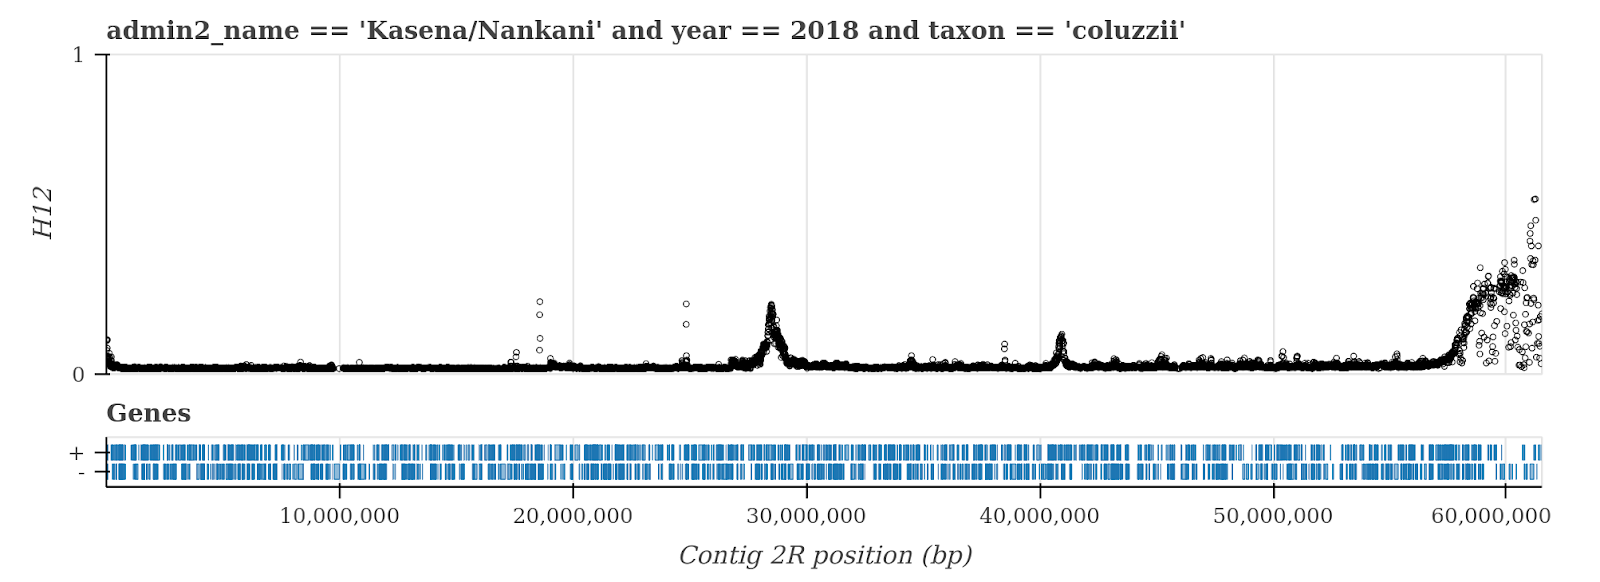 admin2_name == 'Kasena/Nankani' and year == 2018 and taxon == 'coluzzii'
1
H12
0
Genes
+
-
10,000,000 20,000,000 30,000,000 40,000,000 50,000,000 60,000,000
Contig 2R position (bp)